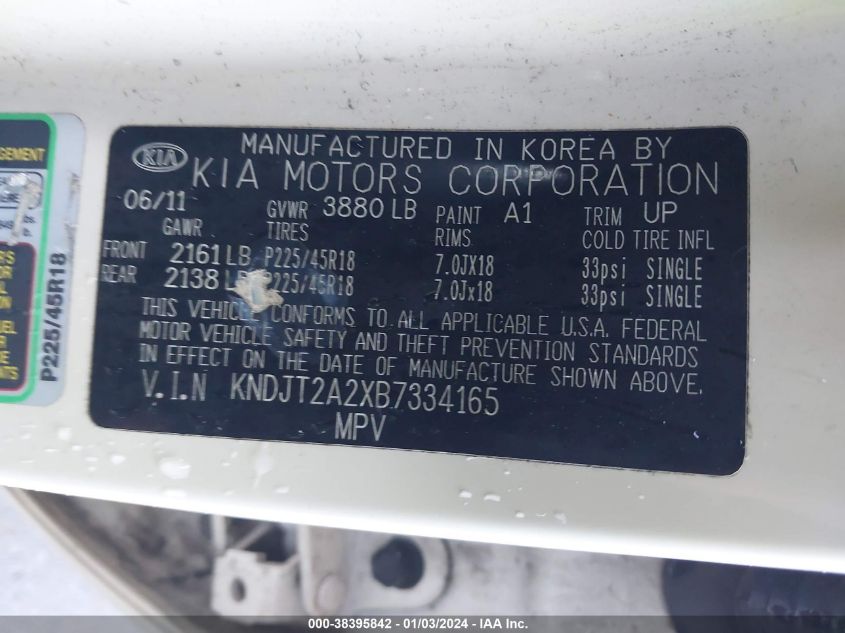 GEMENT
P225/45R18
KIA
MANUFACTURED IN KOREA BY
KIA MOTORS CORPORATION
06/11 GVWR 3880 LB PAINT A1 TRIM UP
GAWR TIRES RIMS COLD TIRE INFL
FRONT 2161 LB P225/45R18 7.0JX18 33psi SINGLE
REAR 2138 LB P225/45R18 7.0Jx18 33psi SINGLE
THIS VEHICLE CONFORMS TO ALL APPLICABLE U.S.A. FEDERAL
MOTOR VEHICLE SAFETY AND THEFT PREVENTION STANDARDS
IN EFFECT ON THE DATE OF MANUFACTURE SHOWN ABOVE.
V.I.N KNDJT2A2XB7334165
MPV
000-38395842 - 01/03/2024 - IAA Inc.